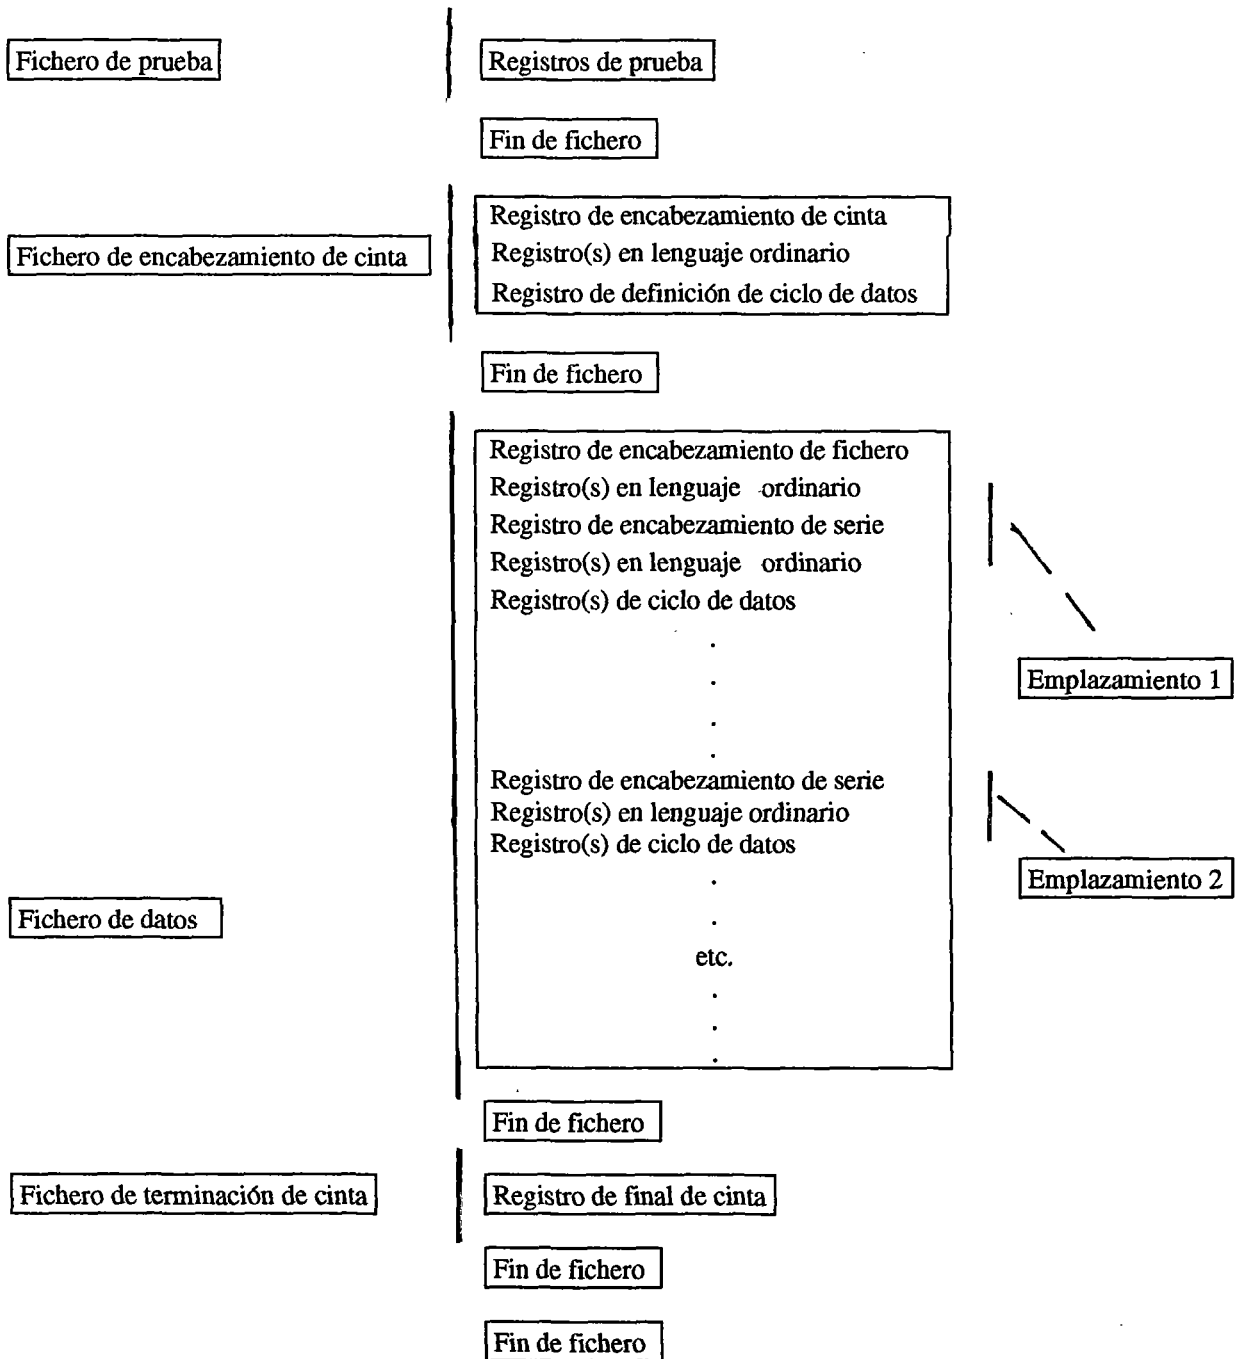 Fichero de prueba
Registros de prueba
Fin de fichero
Fichero de encabezamiento de cinta
Registro de encabezamiento de cinta
Registro(s) en lenguaje ordinario
Registro de definición de ciclo de datos
Fin de fichero
Registro de encabezamiento de fichero
Registro(s) en lenguaje ordinario
Registro de encabezamiento de serie
Registro(s) en lenguaje ordinario
Registro(s) de ciclo de datos
.
.
.
.
Emplazamiento 1
Registro de encabezamiento de serie
Registro(s) en lenguaje ordinario
Registro(s) de ciclo de datos
Emplazamiento 2
.
.
Fichero de datos
etc.
.
.
.
Fin de fichero
Fichero de terminación de cinta
Registro de final de cinta
Fin de fichero
Fin de fichero